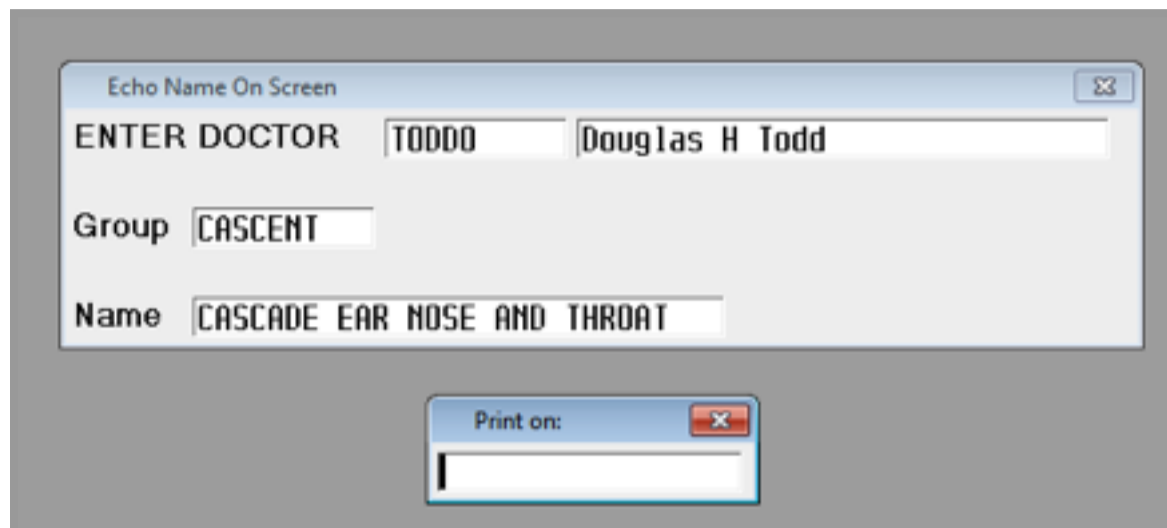 Echo Name On Screen
ENTER DOCTOR TODDO Douglas H Todd
Group CASCENT
Name CASCADE EAR NOSE AND THROAT
Print on: